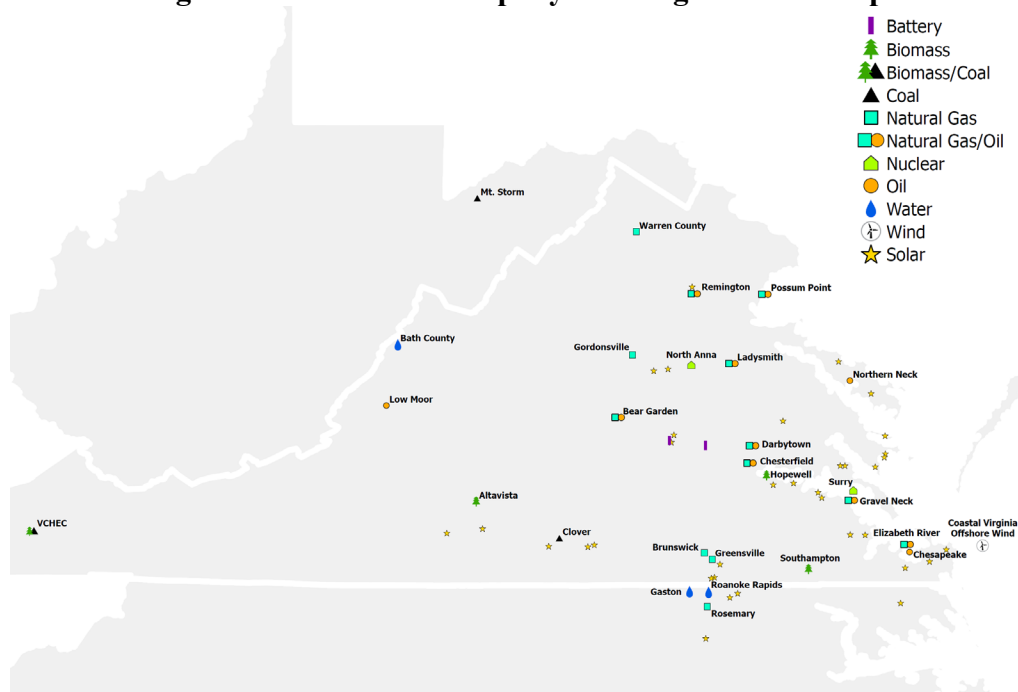 Battery
Biomass
Biomass/Coal
Coal
Natural Gas
Natural Gas/Oil
Nuclear
Oil
Water
Wind
Solar
Mt. Storm
Warren County
Remington
Possum Point
Bath County
Gordonsville
North Anna
Ladysmith
Northern Neck
Low Moor
Bear Garden
Darbytown
Chesterfield
Hopewell
Surry
Gravel Neck
Altavista
VCHEC
Clover
Elizabeth River
Coastal Virginia
Offshore Wind
Chesapeake
Brunswick
Greensville
Southampton
Gaston
Roanoke Rapids
Rosemary